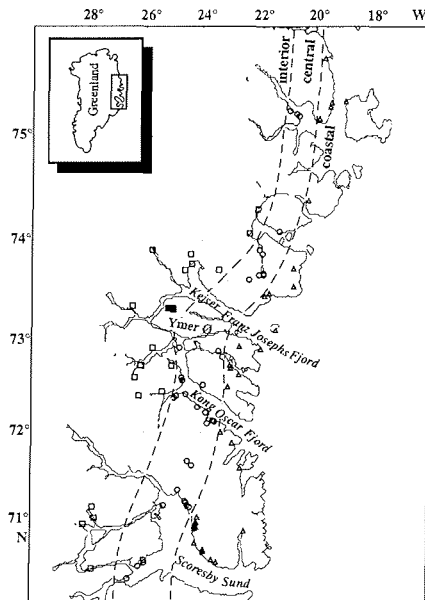 28° 26° 24° 22° 20° 18° W
Greenland
interior
central
coastal
75°
74°
Kejser Franz Josephs Fjord
Ymer Ø
73°
Kong Oscar Fjord
72°
71°
N
Scoresby Sund